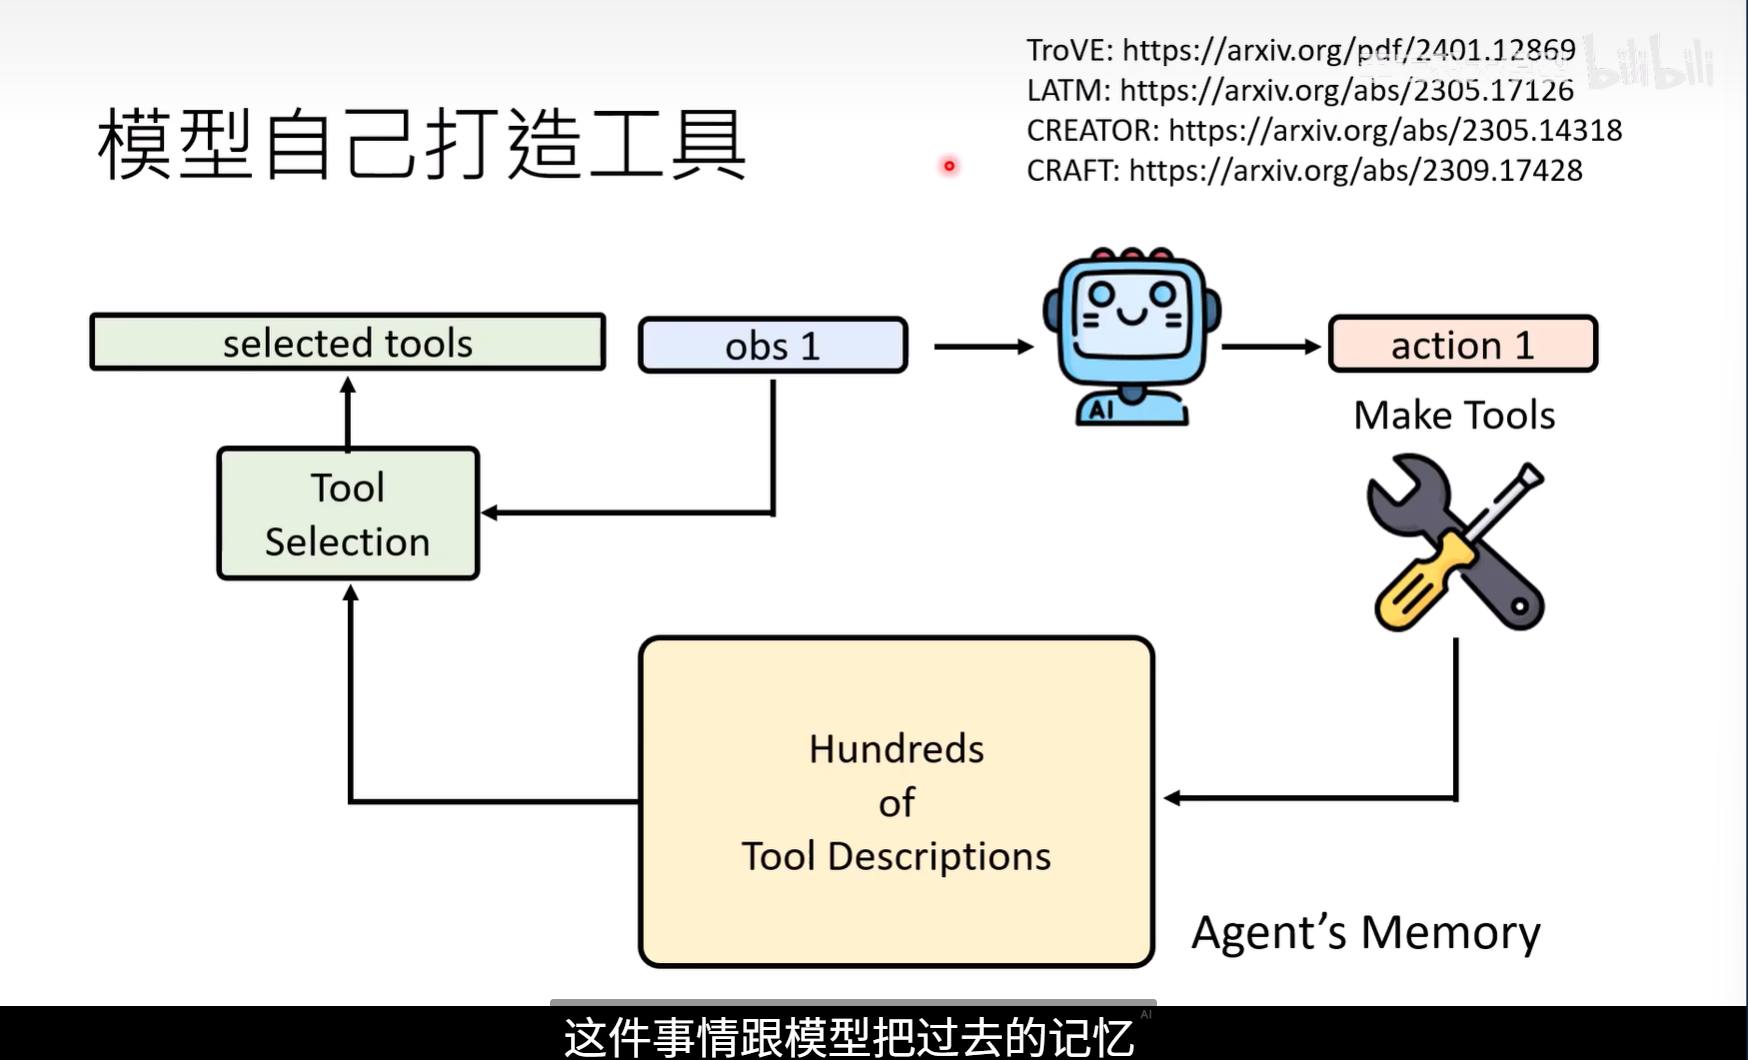 TroVE: https://arxiv.org/pdf/2401.12869
LATM: https://arxiv.org/abs/2305.17126
CREATOR: https://arxiv.org/abs/2305.14318
CRAFT: https://arxiv.org/abs/2309.17428
bilibili
模型自己打造工具
selected tools
obs 1
action 1
AI
Make Tools
Tool
Selection
Hundreds
of
Tool Descriptions
Agent’s Memory
这件事情跟模型把过去的记忆
AI